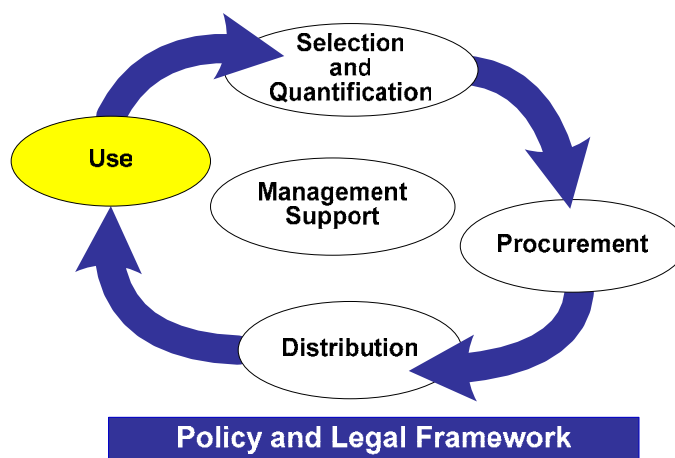 Selection
and
Quantification
Use
Management
Support
Procurement
Distribution
Policy and Legal Framework